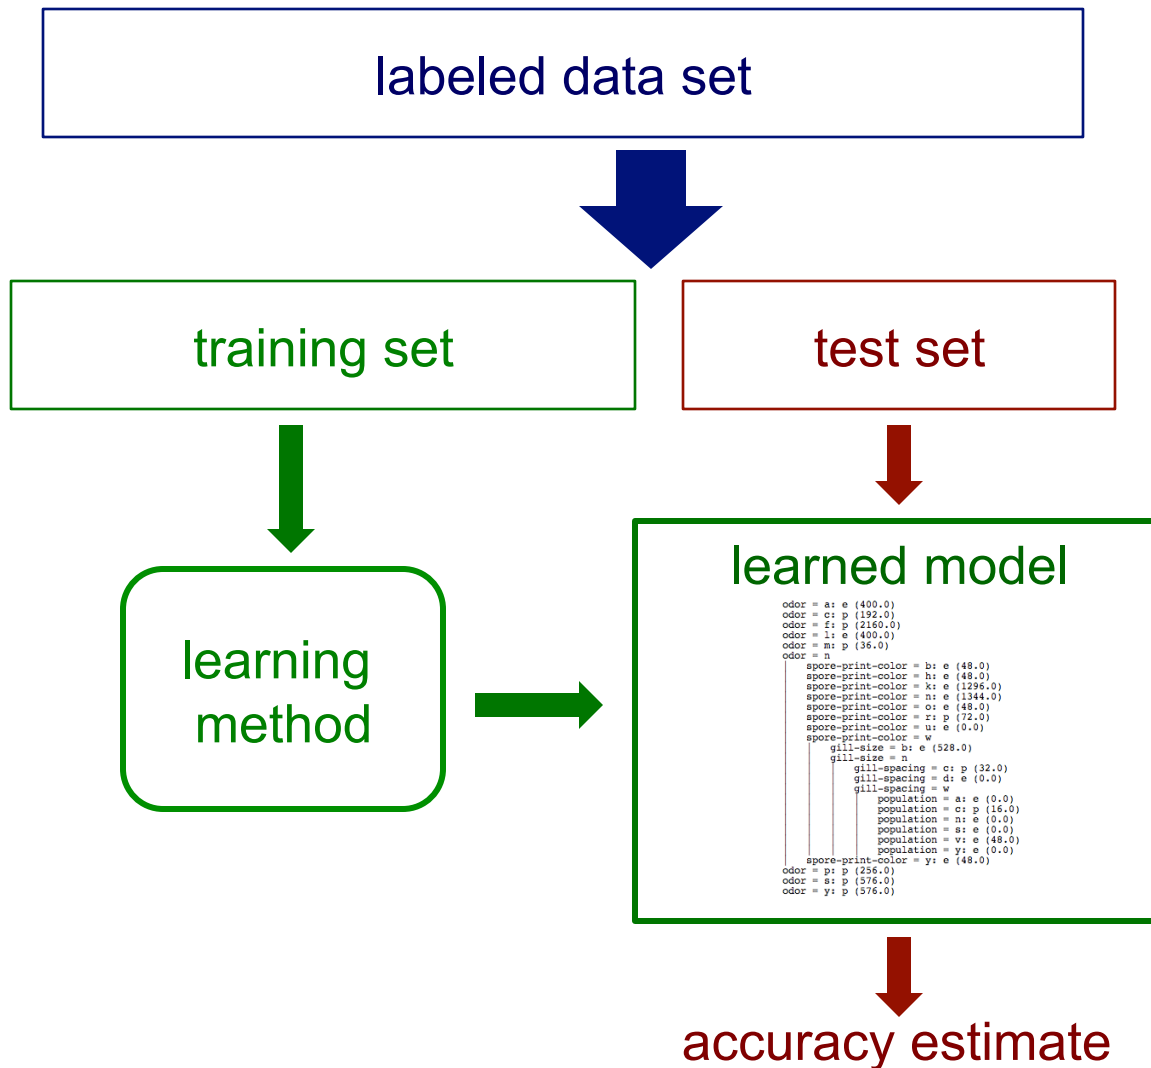 labeled data set
training set
test set
learning
method
learned model
odor = a: e (400.0)
odor = c: p (192.0)
odor = f: p (2160.0)
odor = l: e (400.0)
odor = m: p (36.0)
odor = n
|   spore-print-color = b: e (48.0)
|   spore-print-color = h: e (48.0)
|   spore-print-color = k: e (1296.0)
|   spore-print-color = n: e (1344.0)
|   spore-print-color = o: e (48.0)
|   spore-print-color = r: p (72.0)
|   spore-print-color = u: e (0.0)
|   spore-print-color = w
|   |   gill-size = b: e (528.0)
|   |   gill-size = n
|   |   |   gill-spacing = c: p (32.0)
|   |   |   gill-spacing = d: e (0.0)
|   |   |   gill-spacing = w
|   |   |   |   population = a: e (0.0)
|   |   |   |   population = c: p (16.0)
|   |   |   |   population = n: e (0.0)
|   |   |   |   population = s: e (0.0)
|   |   |   |   population = v: e (48.0)
|   |   |   |   population = y: e (0.0)
|   spore-print-color = y: e (48.0)
odor = p: p (256.0)
odor = s: p (576.0)
odor = y: p (576.0)
accuracy estimate